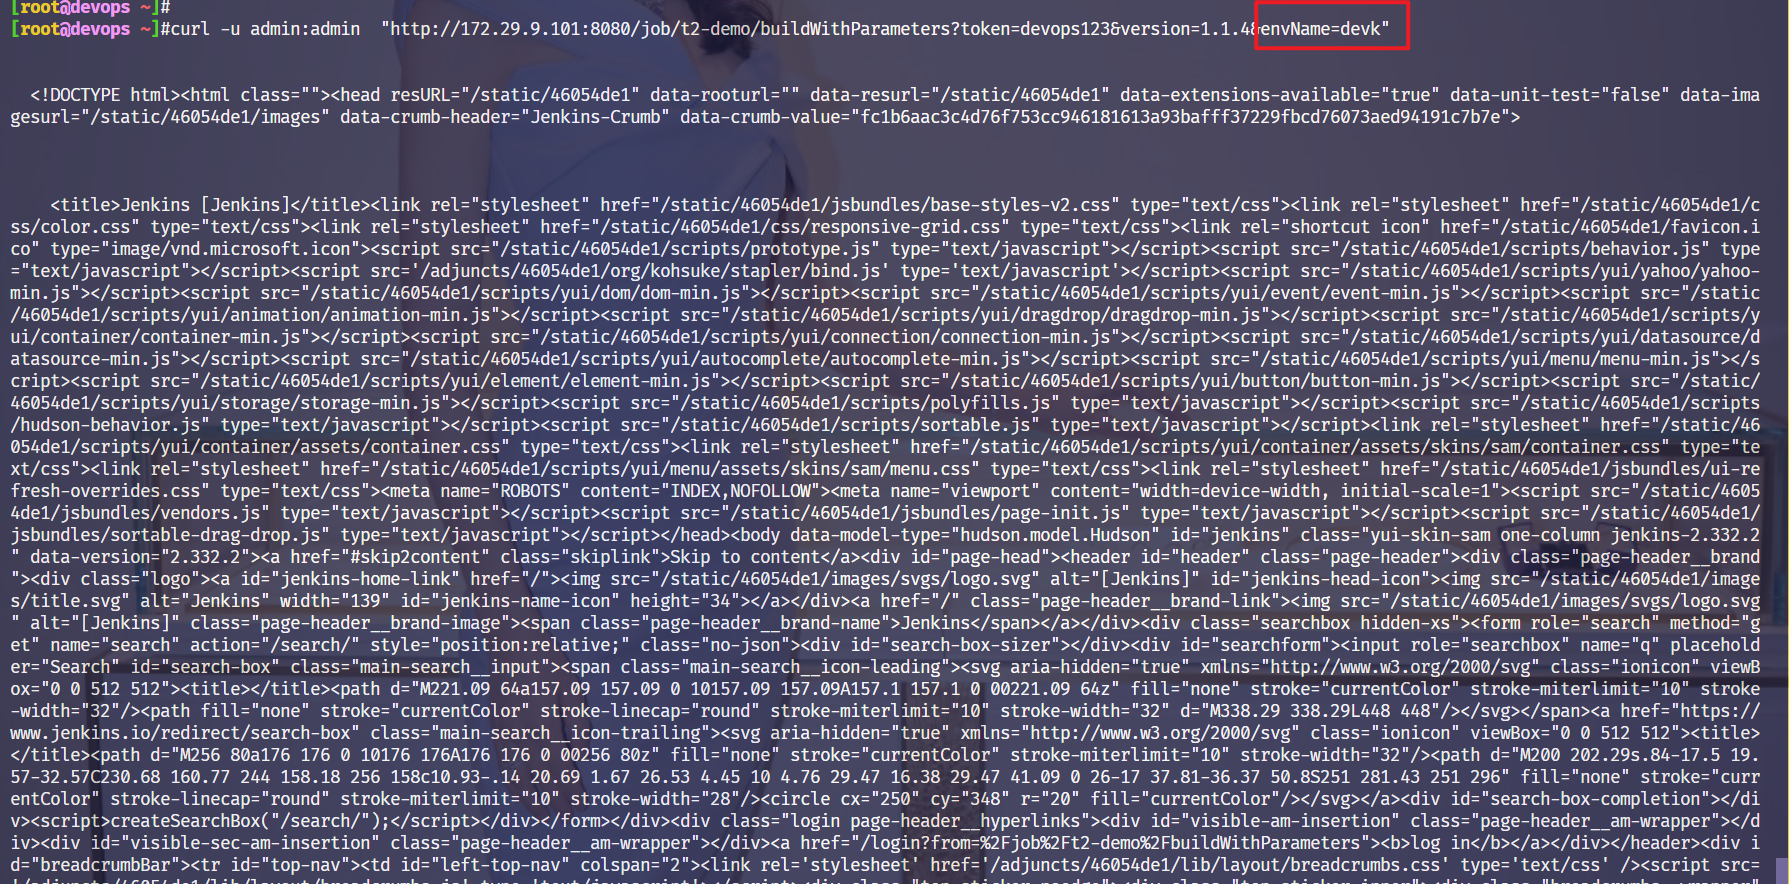 [root@devops ~]#
[root@devops ~]#curl -u admin:admin  "http://172.29.9.101:8080/job/t2-demo/buildWithParameters?token=devops123&version=1.1.4&envName=devk"
<!DOCTYPE html><html class=""><head resURL="/static/46054de1" data-rooturl="" data-resurl="/static/46054de1" data-extensions-available="true" data-unit-test="false" data-ima
gesurl="/static/46054de1/images" data-crumb-header="Jenkins-Crumb" data-crumb-value="fc1b6aac3c4d76f753cc946181613a93bafff37229fbcd76073aed94191c7b7e">
<title>Jenkins [Jenkins]</title><link rel="stylesheet" href="/static/46054de1/jsbundles/base-styles-v2.css" type="text/css"><link rel="stylesheet" href="/static/46054de1/c
ss/color.css" type="text/css"><link rel="stylesheet" href="/static/46054de1/css/responsive-grid.css" type="text/css"><link rel="shortcut icon" href="/static/46054de1/favicon.i
co" type="image/vnd.microsoft.icon"><script src="/static/46054de1/scripts/prototype.js" type="text/javascript"></script><script src="/static/46054de1/scripts/behavior.js" type
="text/javascript"></script><script src='/adjuncts/46054de1/org/kohsuke/stapler/bind.js' type='text/javascript'></script><script src="/static/46054de1/scripts/yui/yahoo/yahoo-
min.js"></script><script src="/static/46054de1/scripts/yui/dom/dom-min.js"></script><script src="/static/46054de1/scripts/yui/event/event-min.js"></script><script src="/static
/46054de1/scripts/yui/animation/animation-min.js"></script><script src="/static/46054de1/scripts/yui/dragdrop/dragdrop-min.js"></script><script src="/static/46054de1/scripts/y
ui/container/container-min.js"></script><script src="/static/46054de1/scripts/yui/connection/connection-min.js"></script><script src="/static/46054de1/scripts/yui/datasource/d
atasource-min.js"></script><script src="/static/46054de1/scripts/yui/autocomplete/autocomplete-min.js"></script><script src="/static/46054de1/scripts/yui/menu/menu-min.js"></s
cript><script src="/static/46054de1/scripts/yui/element/element-min.js"></script><script src="/static/46054de1/scripts/yui/button/button-min.js"></script><script src="/static/
46054de1/scripts/yui/storage/storage-min.js"></script><script src="/static/46054de1/scripts/polyfills.js" type="text/javascript"></script><script src="/static/46054de1/scripts
/hudson-behavior.js" type="text/javascript"></script><script src="/static/46054de1/scripts/sortable.js" type="text/javascript"></script><link rel="stylesheet" href="/static/46
054de1/scripts/yui/container/assets/container.css" type="text/css"><link rel="stylesheet" href="/static/46054de1/scripts/yui/container/assets/skins/sam/container.css" type="te
xt/css"><link rel="stylesheet" href="/static/46054de1/scripts/yui/menu/assets/skins/sam/menu.css" type="text/css"><link rel="stylesheet" href="/static/46054de1/jsbundles/ui-re
fresh-overrides.css" type="text/css"><meta name="ROBOTS" content="INDEX,NOFOLLOW"><meta name="viewport" content="width=device-width, initial-scale=1"><script src="/static/4605
4de1/jsbundles/vendors.js" type="text/javascript"></script><script src="/static/46054de1/jsbundles/page-init.js" type="text/javascript"></script><script src="/static/46054de1/
jsbundles/sortable-drag-drop.js" type="text/javascript"></script></head><body data-model-type="hudson.model.Hudson" id="jenkins" class="yui-skin-sam one-column jenkins-2.332.2
" data-version="2.332.2"><a href="#skip2content" class="skiplink">Skip to content</a><div id="page-head"><header id="header" class="page-header"><div class="page-header__brand
"><div class="logo"><a id="jenkins-home-link" href="/"><img src="/static/46054de1/images/svgs/logo.svg" alt="[Jenkins]" id="jenkins-head-icon"><img src="/static/46054de1/image
s/title.svg" alt="Jenkins" width="139" id="jenkins-name-icon" height="34"></a></div><a href="/" class="page-header__brand-link"><img src="/static/46054de1/images/svgs/logo.svg
" alt="[Jenkins]" class="page-header__brand-image"><span class="page-header__brand-name">Jenkins</span></a></div><div class="searchbox hidden-xs"><form role="search" method="g
et" name="search" action="/search/" style="position:relative;" class="no-json"><div id="search-box-sizer"></div><div id="searchform"><input role="searchbox" name="q" placehold
er="Search" id="search-box" class="main-search__input"><span class="main-search__icon-leading"><svg aria-hidden="true" xmlns="http://www.w3.org/2000/svg" class="ionicon" viewB
ox="0 0 512 512"><title></title><path d="M221.09 64a157.09 157.09 0 10157.09 157.09A157.1 157.1 0 00221.09 64z" fill="none" stroke="currentColor" stroke-miterlimit="10" stroke
-width="32"/><path fill="none" stroke="currentColor" stroke-linecap="round" stroke-miterlimit="10" stroke-width="32" d="M338.29 338.29L448 448"/></svg></span><a href="https://
www.jenkins.io/redirect/search-box" class="main-search__icon-trailing"><svg aria-hidden="true" xmlns="http://www.w3.org/2000/svg" class="ionicon" viewBox="0 0 512 512"><title>
</title><path d="M256 80a176 176 0 10176 176A176 176 0 00256 80z" fill="none" stroke="currentColor" stroke-miterlimit="10" stroke-width="32"/><path d="M200 202.29s.84-17.5 19.
57-32.57C230.68 160.77 244 158.18 256 158c10.93-.14 20.69 1.67 26.53 4.45 10 4.76 29.47 16.38 29.47 41.09 0 26-17 37.81-36.37 50.8S251 281.43 251 296" fill="none" stroke="curr
entColor" stroke-linecap="round" stroke-miterlimit="10" stroke-width="28"/><circle cx="250" cy="348" r="20" fill="currentColor"/></svg></a><div id="search-box-completion"></di
v><script>createSearchBox("/search/");</script></div></form></div><div class="login page-header__hyperlinks"><div id="visible-am-insertion" class="page-header__am-wrapper"></d
iv><div id="visible-sec-am-insertion" class="page-header__am-wrapper"></div><a href="/login?from=%2Fjob%2Ft2-demo%2FbuildWithParameters"><b>log in</b></a></div></header><div i
d="breadcrumbBar"><tr id="top-nav"><td id="left-top-nav" colspan="2"><link rel='stylesheet' href='/adjuncts/46054de1/lib/layout/breadcrumbs.css' type='text/css' /><script src=